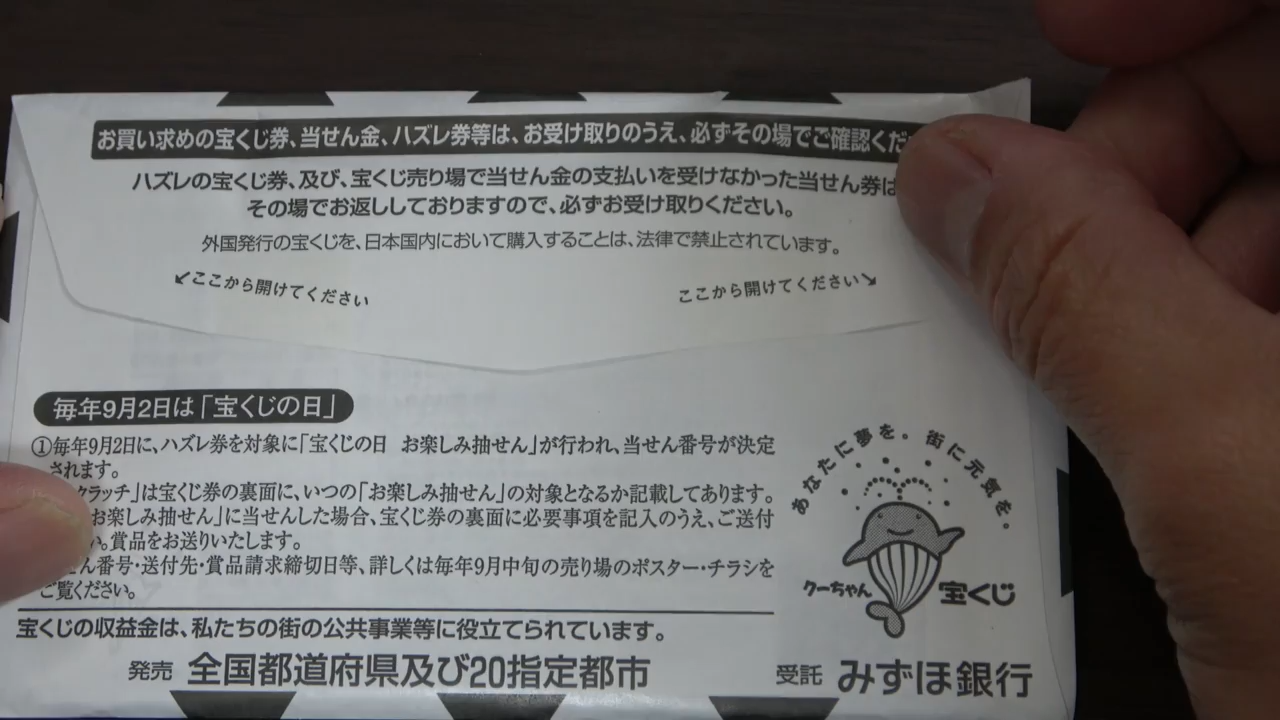 お買い求めの宝くじ券、当せん金、ハズレ券等は、お受け取りのうえ、必ずその場でご確認くだ
ハズレの宝くじ券、及び、宝くじ売り場で当せん金の支払いを受けなかった当せん券は
その場でお返ししておりますので、必ずお受け取りください。
外国発行の宝くじを、日本国内において購入することは、法律で禁止されています。
↙ここから開けてください
ここから開けてください↘
毎年9月2日は「宝くじの日」
①毎年9月2日に、ハズレ券を対象に「宝くじの日 お楽しみ抽せん」が行われ、当せん番号が決定
されます。
クラッチ」は宝くじ券の裏面に、いつの「お楽しみ抽せん」の対象となるか記載してあります。
お楽しみ抽せん」に当せんした場合、宝くじ券の裏面に必要事項を記入のうえ、ご送付
い。賞品をお送りいたします。
ん番号・送付先・賞品請求締切日等、詳しくは毎年9月中旬の売り場のポスター・チラシを
ご覧ください。
あなたに夢を。街に元気を。
クーちゃん
宝くじ
宝くじの収益金は、私たちの街の公共事業等に役立てられています。
発売 全国都道府県及び20指定都市
受託 みずほ銀行